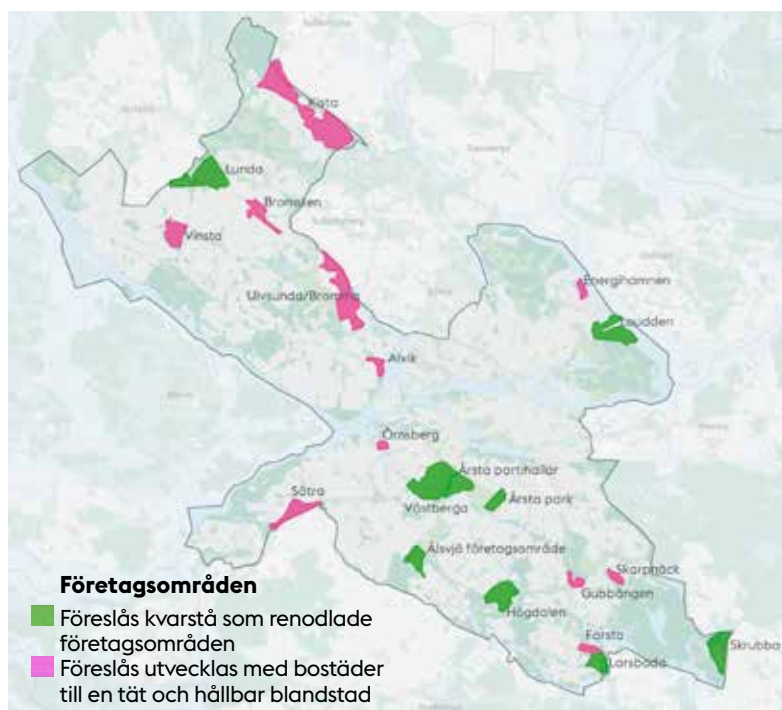 Kista
Lunda
Bromsten
Vinsta
Ulvsunda/Bromma
Energihamnen
Loudden
Alvik
Örnsberg
Årsta partihallar
Sätra
Västberga
Årsta park
Älsvjö företagsområde
Skarpnäck
Gubbängen
Högdalen
Farsta
Skrubba
Larsboda
Företagsområden
Föreslås kvarstå som renodlade
företagsområden
Föreslås utvecklas med bostäder
till en tät och hållbar blandstad